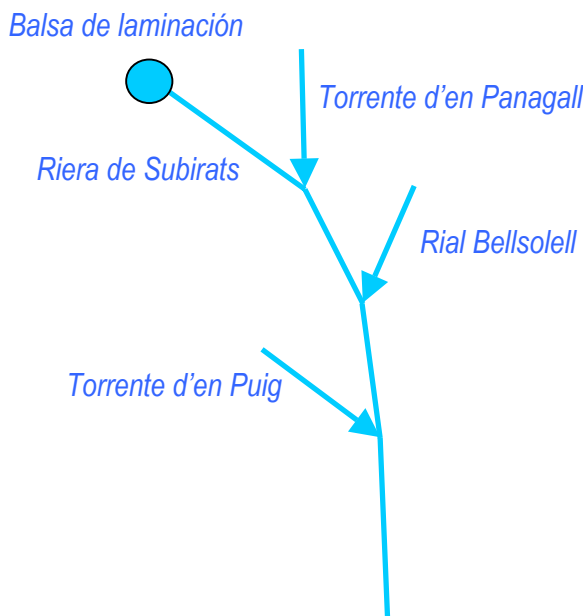 Balsa de laminación
Torrente d’en Panagall
Riera de Subirats
Rial Bellsolell
Torrente d’en Puig